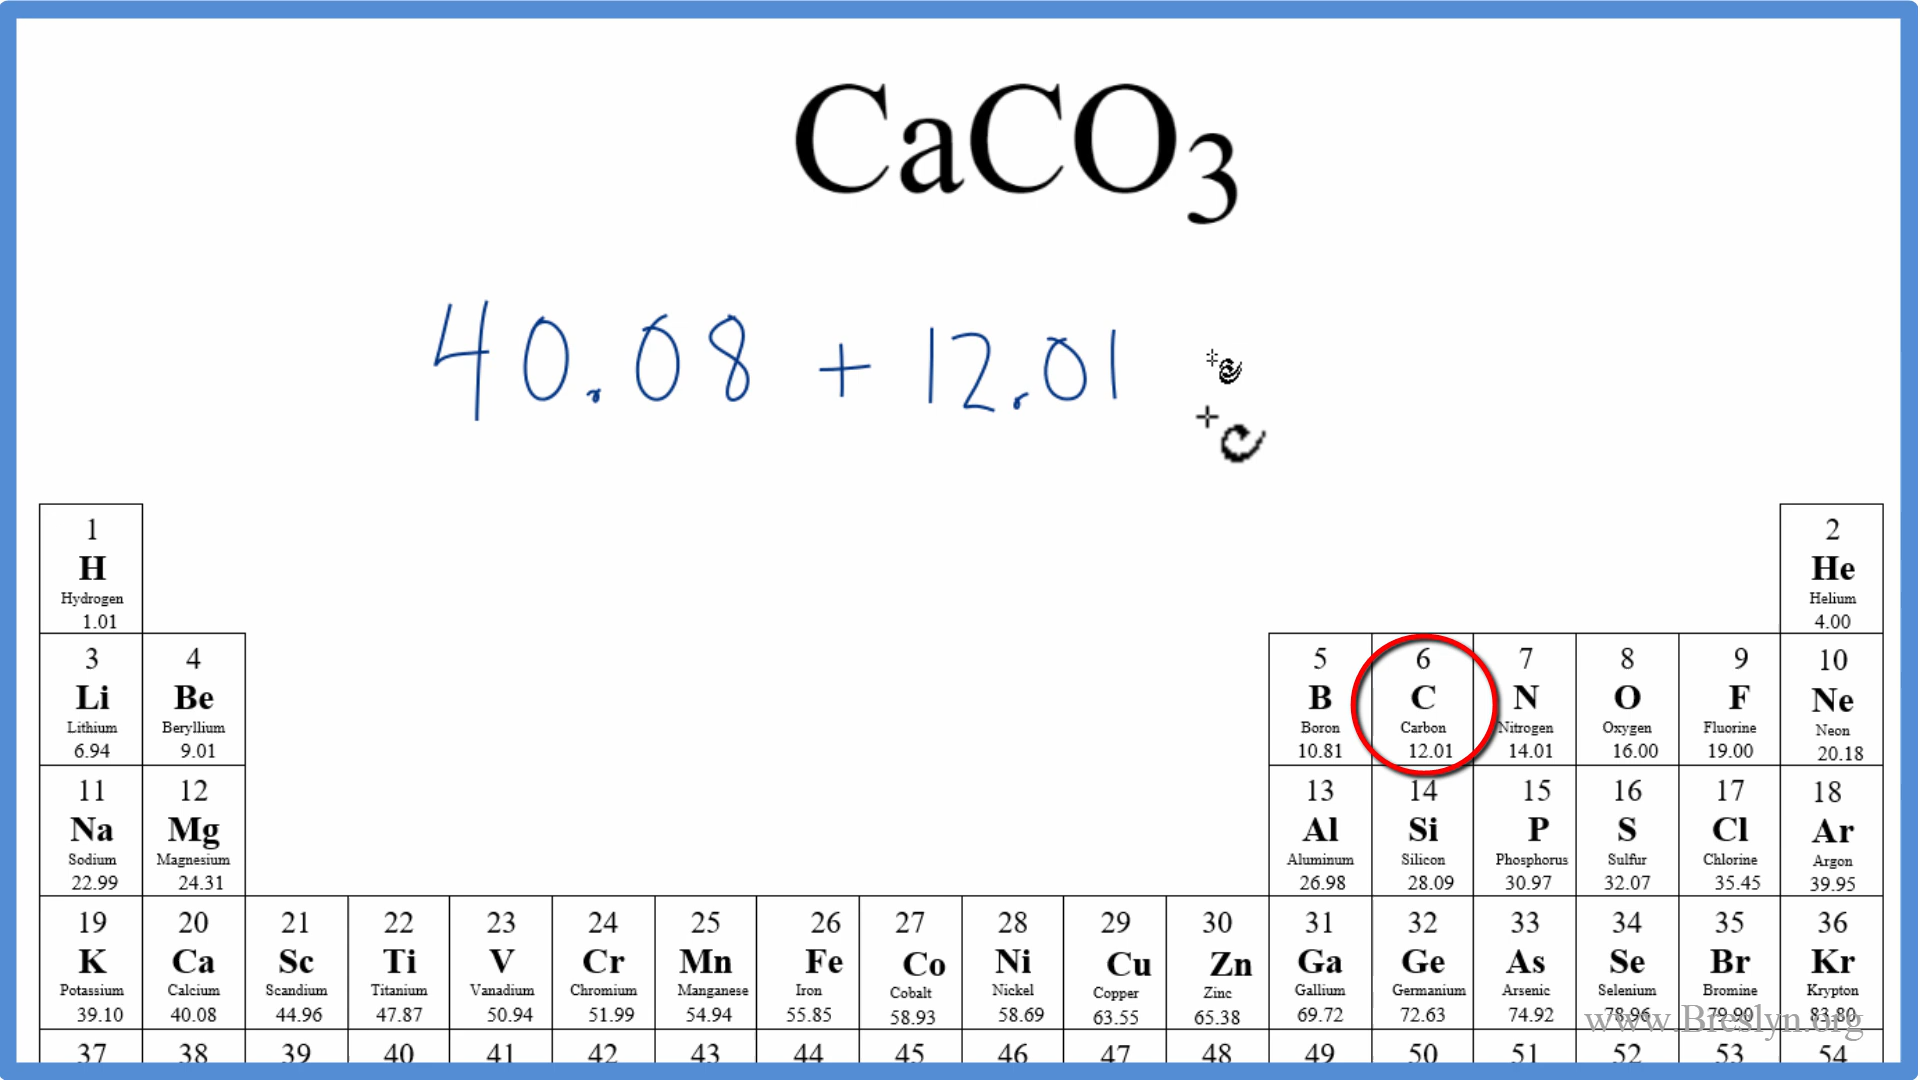 CaCO3
40.08 + 12.01
1 2
H He
Hydrogen Helium
1.01 4.00
3 4 5 6 7 8 9 10
Li Be B C N O F Ne
Lithium Beryllium Boron Carbon Nitrogen Oxygen Fluorine Neon
6.94 9.01 10.81 12.01 14.01 16.00 19.00 20.18
11 12 13 14 15 16 17 18
Na Mg Al Si P S Cl Ar
Sodium Magnesium Aluminum Silicon Phosphorus Sulfur Chlorine Argon
22.99 24.31 26.98 28.09 30.97 32.07 35.45 39.95
19 20 21 22 23 24 25 26 27 28 29 30 31 32 33 34 35 36
K Ca Sc Ti V Cr Mn Fe Co Ni Cu Zn Ga Ge As Se Br Kr
Potassium Calcium Scandium Titanium Vanadium Chromium Manganese Iron Cobalt Nickel Copper Zinc Gallium Germanium Arsenic Selenium Bromine Krypton
39.10 40.08 44.96 47.87 50.94 51.99 54.94 55.85 58.93 58.69 63.55 65.38 69.72 72.63 74.92 78.96 79.90 83.80
www.Breslyn.org
37 38 39 40 41 42 43 44 45 46 47 48 49 50 51 52 53 54